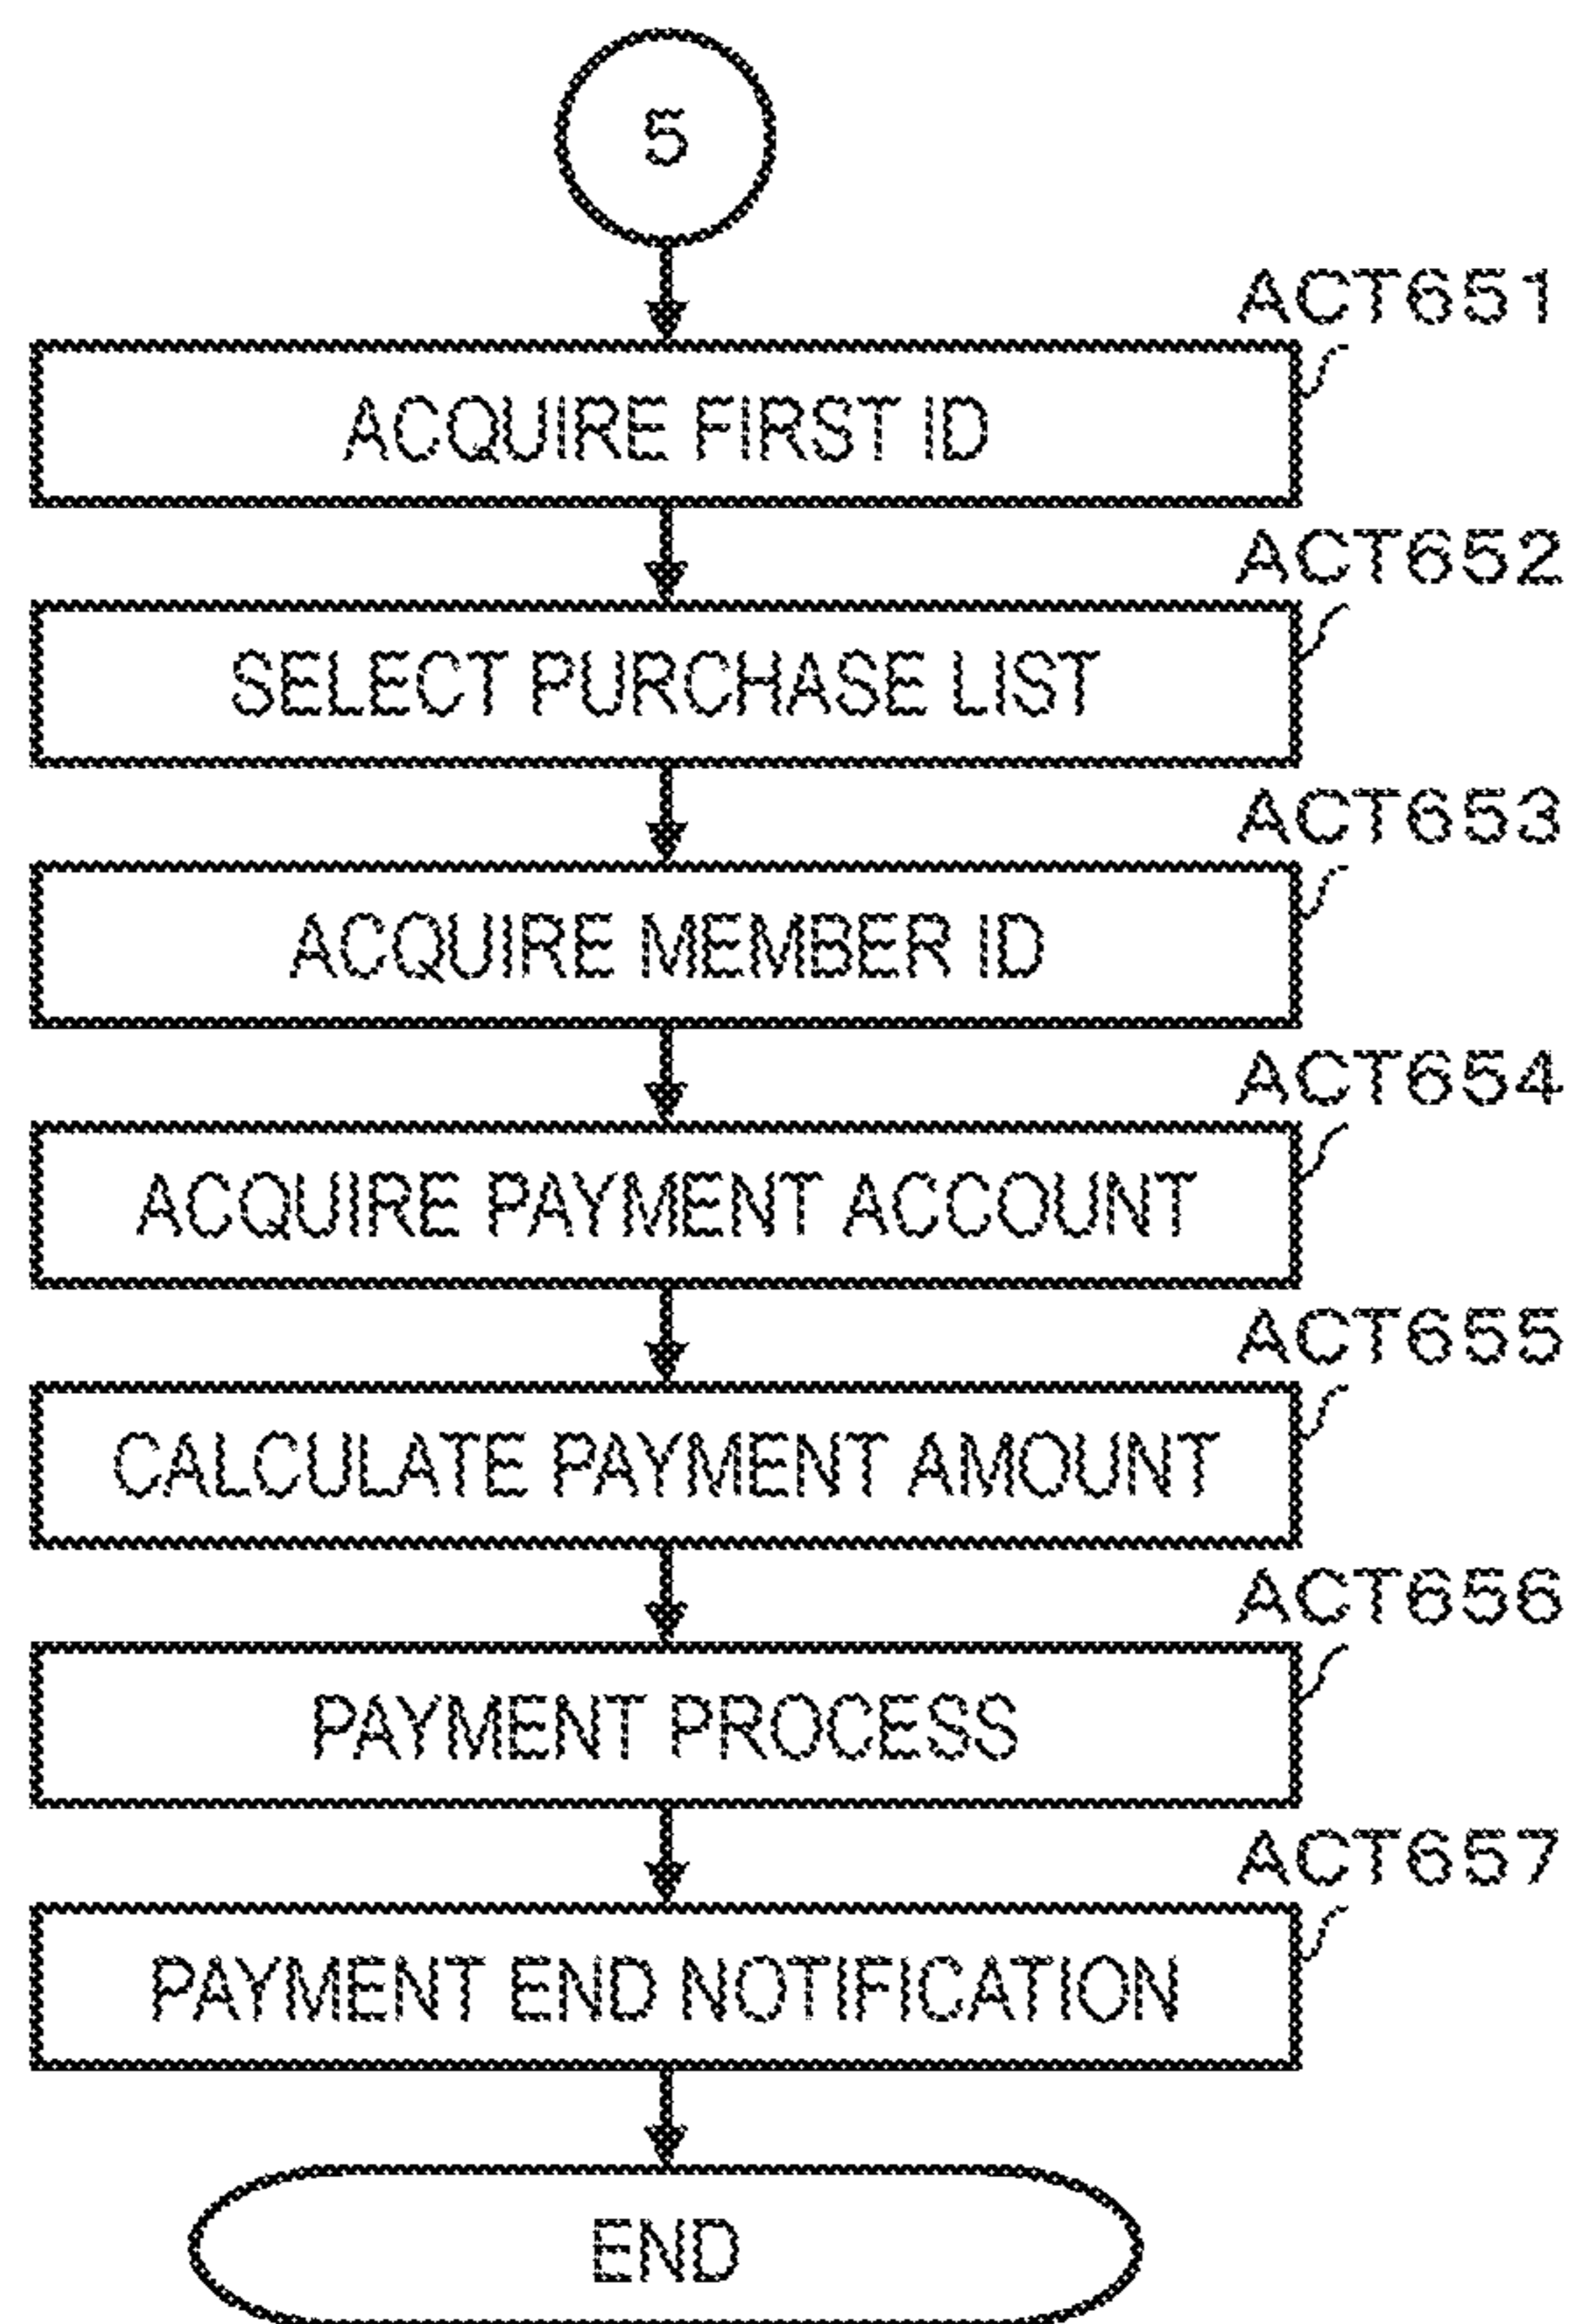 5
ACT651
ACQUIRE FIRST ID
ACT652
SELECT PURCHASE LIST
ACT653
ACQUIRE MEMBER ID
ACT654
ACQUIRE PAYMENT ACCOUNT
ACT655
CALCULATE PAYMENT AMOUNT
ACT656
PAYMENT PROCESS
ACT657
PAYMENT END NOTIFICATION
END